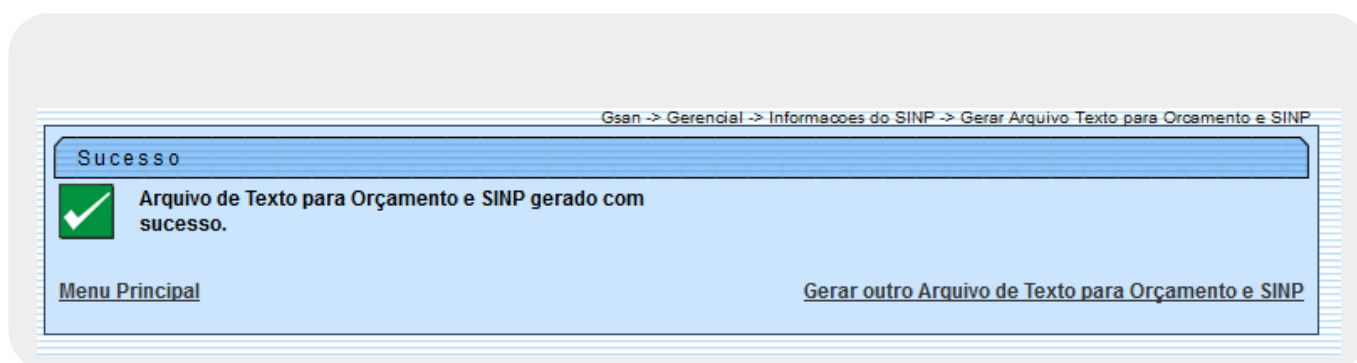 Gsan -> Gerencial -> Informacoes do SINP -> Gerar Arquivo Texto para Orcamento e SINP
Sucesso
Arquivo de Texto para Orçamento e SINP gerado com
sucesso.
Menu Principal
Gerar outro Arquivo de Texto para Orçamento e SINP